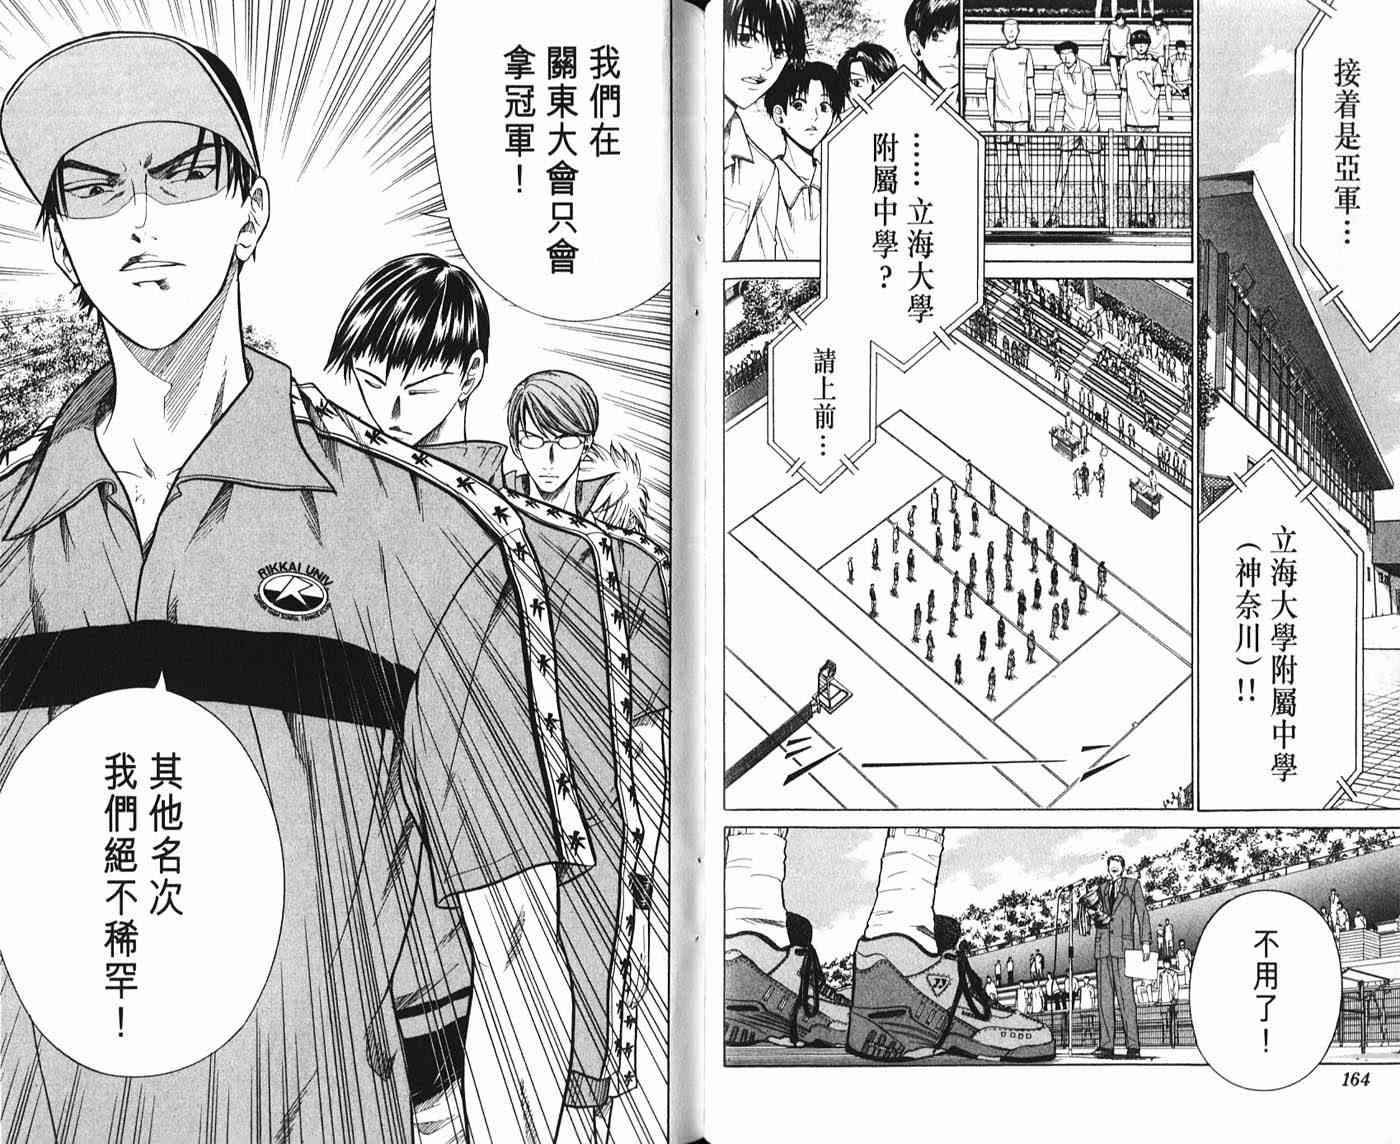 接着是亞軍…
立海大學附屬中學
（神奈川）!!
……立海大學
附屬中學？
請上前…
不用了！
164
我們在
關東大會只會
拿冠軍！
RIKKAI UNIV
其他名次
我們絕不稀罕！